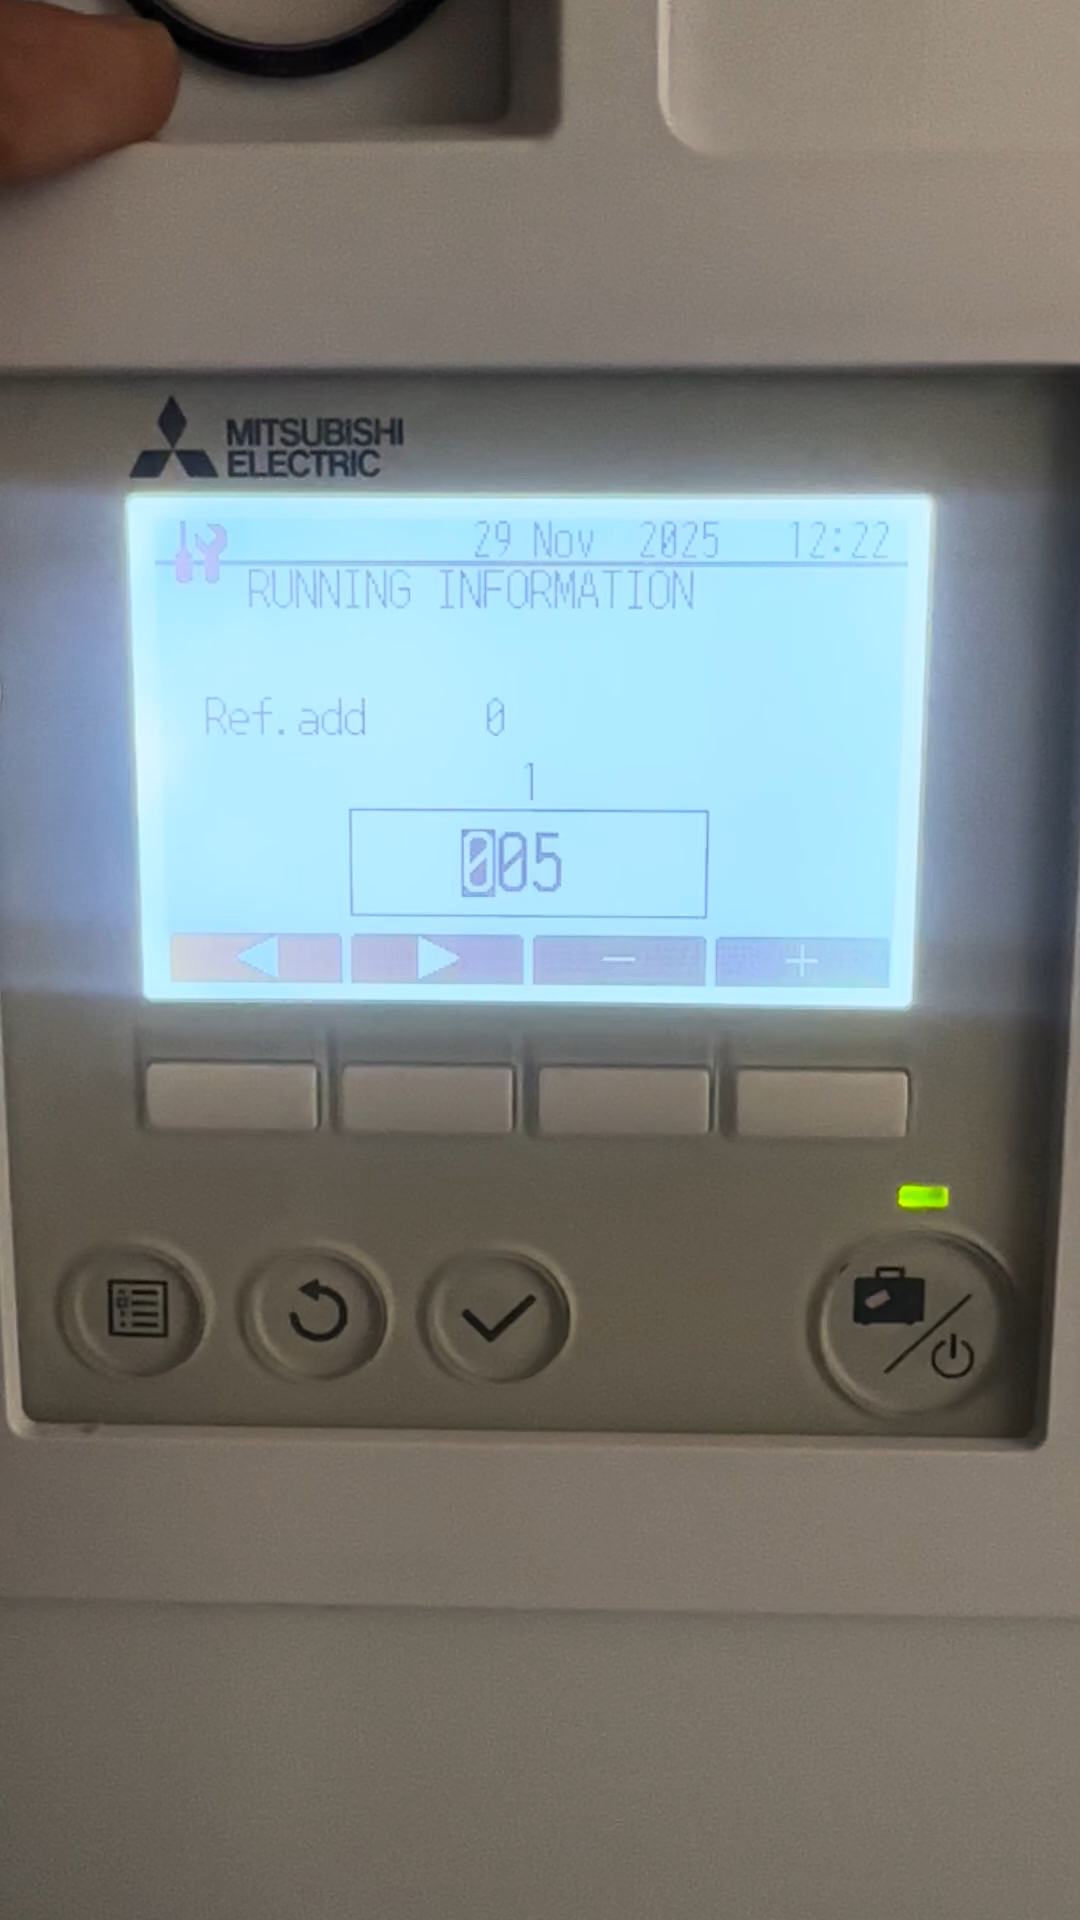 MITSUBISHI
ELECTRIC
29 Nov 2025 12:22
RUNNING INFORMATION
Ref.add 0
1
005
− +